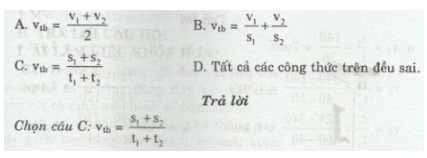 A. v_tb = (v₁ + v₂)/2 B. v_tb = v₁/s₁ + v₂/s₂
C. v_tb = (s₁ + s₂)/(t₁ + t₂) D. Tất cả các công thức trên đều sai.
Trả lời
Chọn câu C: v_tb = (s₁ + s₂)/(t₁ + t₂)